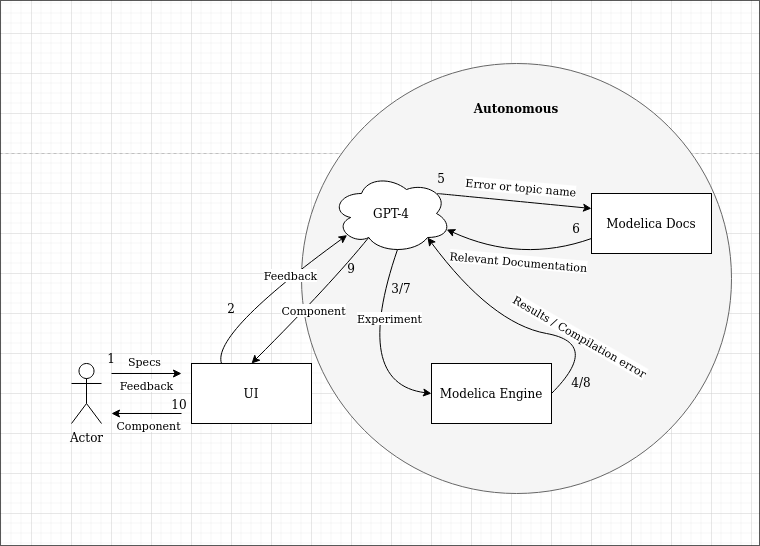 Autonomous
5
Error or topic name
GPT-4
Modelica Docs
6
Relevant Documentation
9
Feedback
3/7
2
Component
Experiment
Results / Compilation error
1
Specs
Feedback
UI
Modelica Engine
4/8
10
Component
Actor